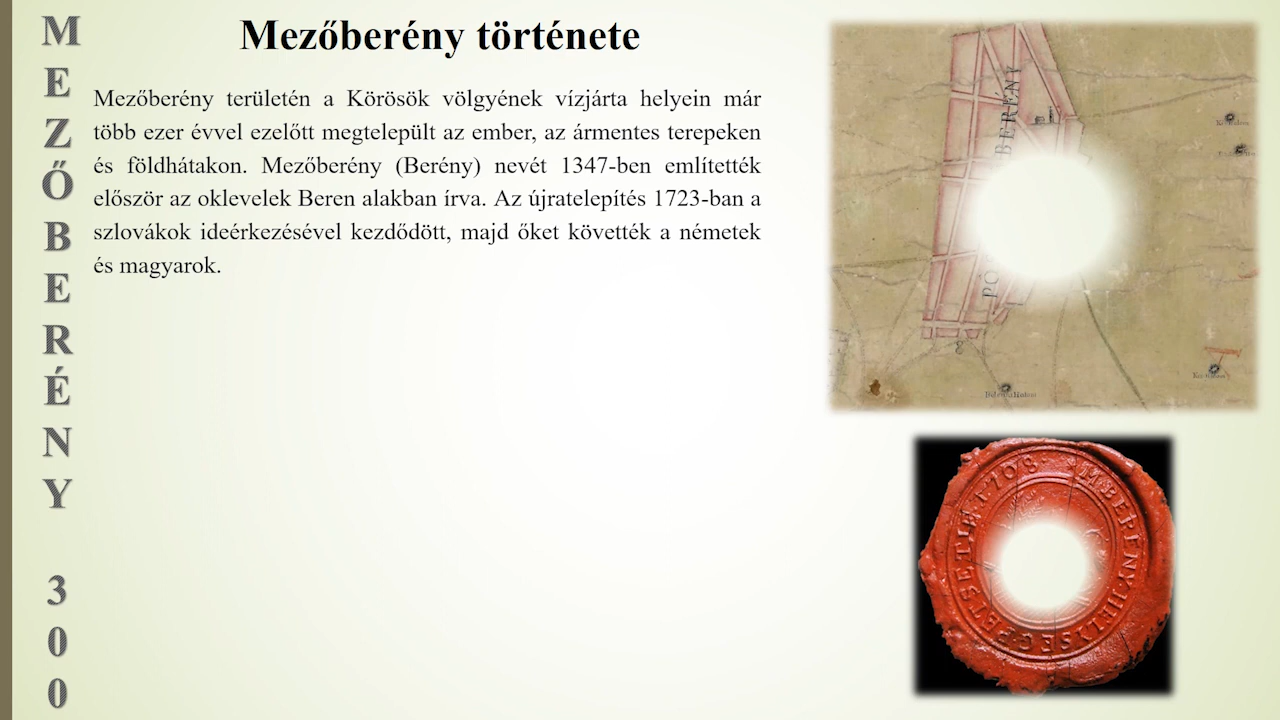 MEZŐBERÉNY 300
Mezőberény története
Mezőberény területén a Körösök völgyének vízjárta helyein már
több ezer évvel ezelőtt megtelepült az ember, az ármentes terepeken
és földhátakon. Mezőberény (Berény) nevét 1347-ben említették
először az oklevelek Beren alakban írva. Az újratelepítés 1723-ban a
szlovákok ideérkezésével kezdődött, majd őket követték a németek
és magyarok.
BERÉNY